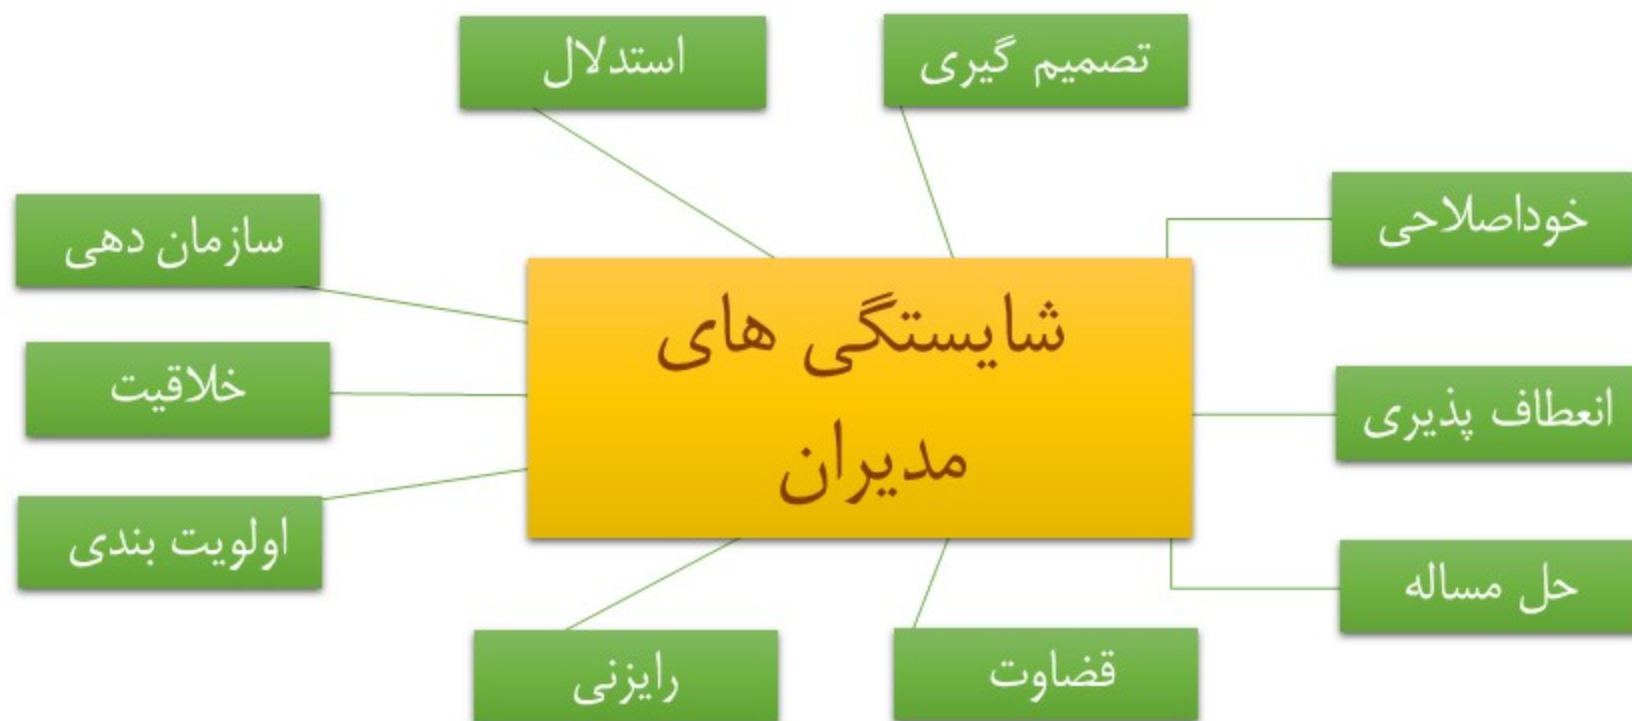 تصمیم گیری
استدلال
خوداصلاحی
سازمان دهی
شایستگی های
مدیران
انعطاف پذیری
خلاقیت
حل مساله
اولویت بندی
قضاوت
رایزنی